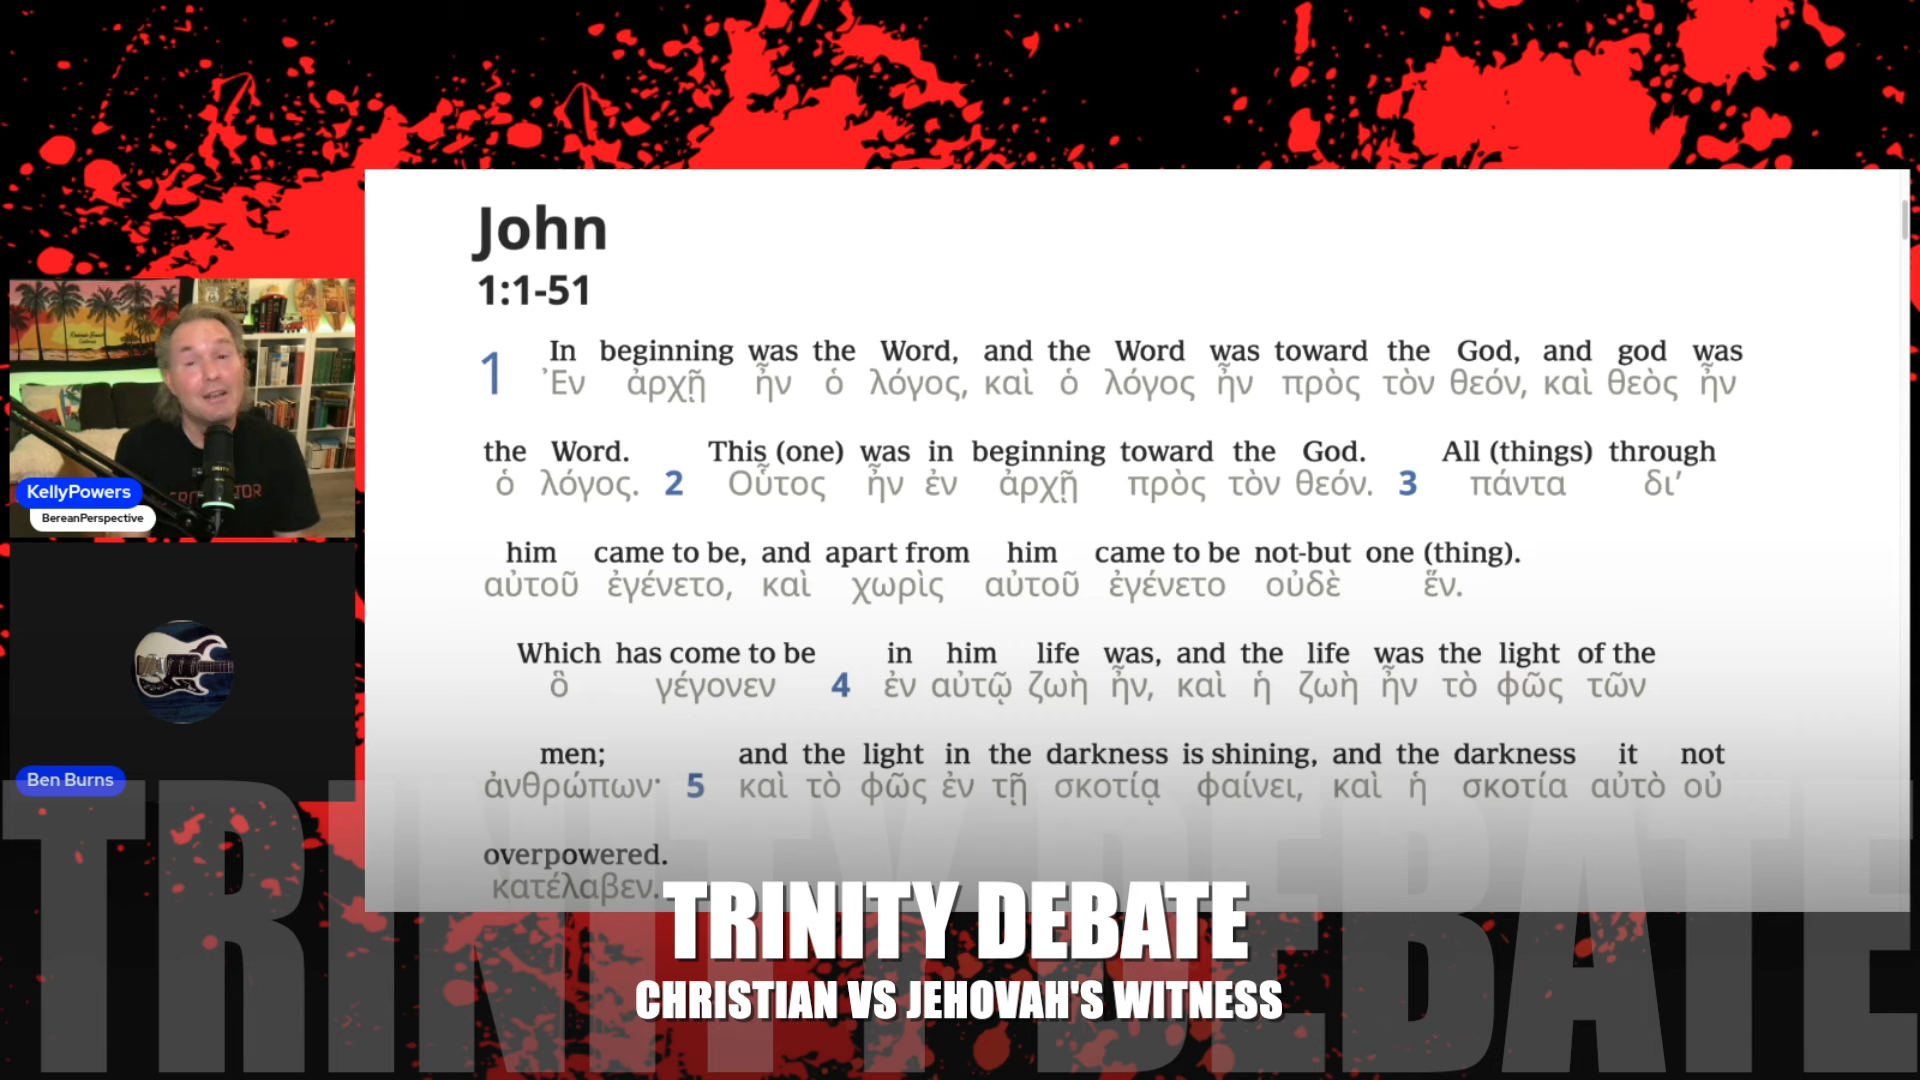 John
1:1-51
1 In beginning was the Word, and the Word was toward the God, and god was
Ἐν ἀρχῇ ἦν ὁ λόγος, καὶ ὁ λόγος ἦν πρὸς τὸν θεόν, καὶ θεὸς ἦν
the Word. This (one) was in beginning toward the God. All (things) through
ὁ λόγος. 2 Οὗτος ἦν ἐν ἀρχῇ πρὸς τὸν θεόν. 3 πάντα δι’
him came to be, and apart from him came to be not-but one (thing).
αὐτοῦ ἐγένετο, καὶ χωρὶς αὐτοῦ ἐγένετο οὐδὲ ἕν.
Which has come to be in him life was, and the life was the light of the
ὃ γέγονεν 4 ἐν αὐτῷ ζωὴ ἦν, καὶ ἡ ζωὴ ἦν τὸ φῶς τῶν
men; and the light in the darkness is shining, and the darkness it not
ἀνθρώπων· 5 καὶ τὸ φῶς ἐν τῇ σκοτίᾳ φαίνει, καὶ ἡ σκοτία αὐτὸ οὐ
overpowered.
κατέλαβεν.
KellyPowers
BereanPerspective
Ben Burns
TRINITY DEBATE
TRINITY DEBATE
CHRISTIAN VS JEHOVAH'S WITNESS